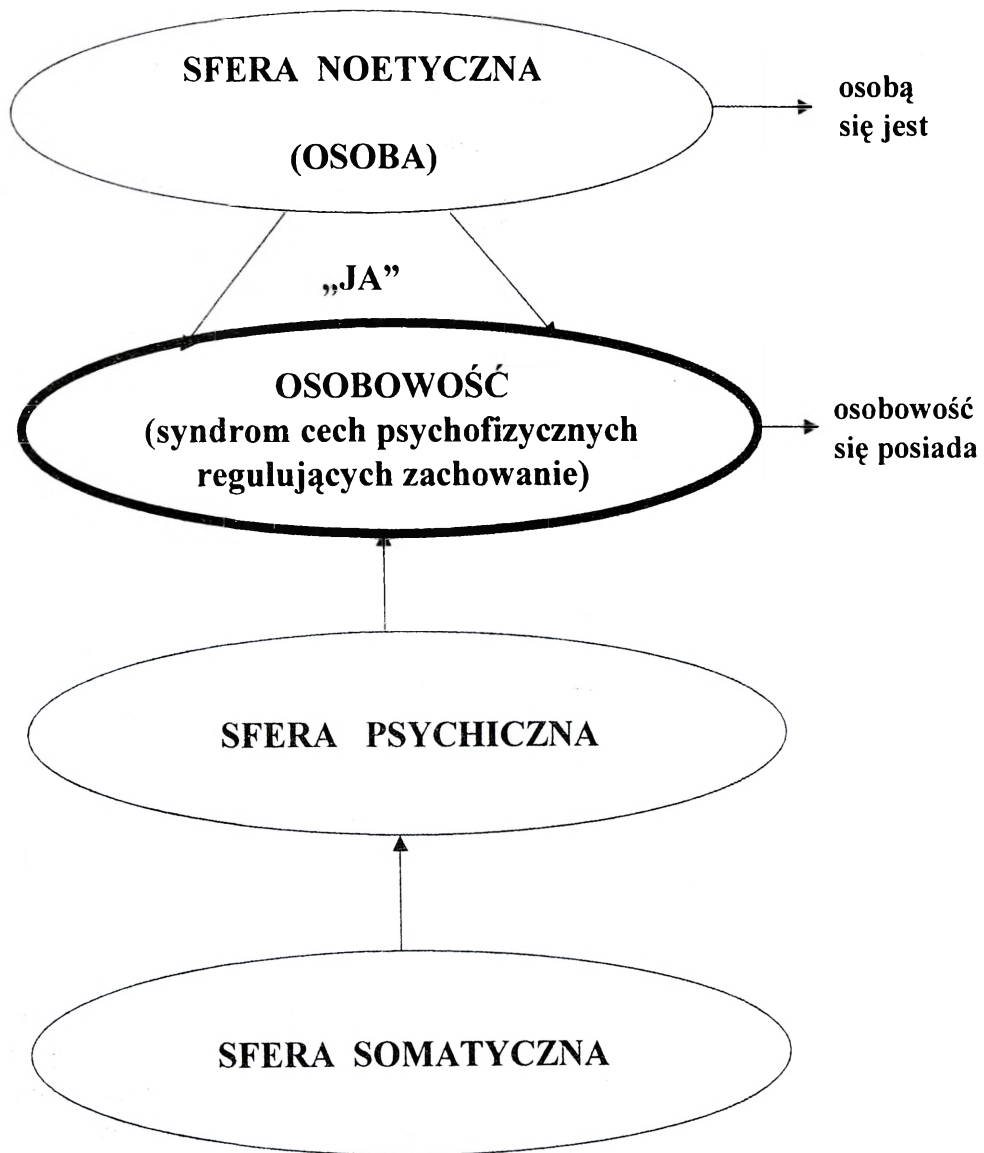 SFERA NOETYCZNA
(OSOBA)
osobą
się jest
„JA”
OSOBOWOŚĆ
(syndrom cech psychofizycznych
regulujących zachowanie)
osobowość
się posiada
SFERA PSYCHICZNA
SFERA SOMATYCZNA